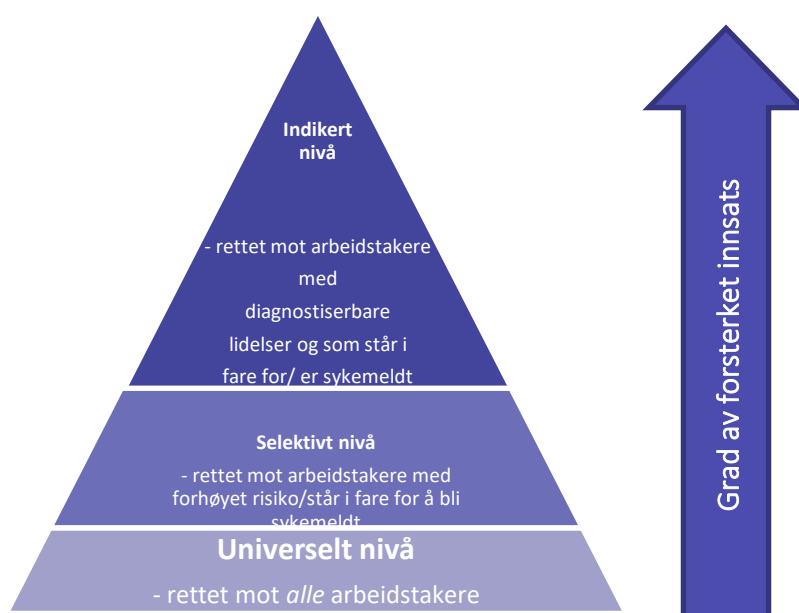 Indikert
nivå
- rettet mot arbeidstakere
med
diagnostiserbare
lidelser og som står i
fare for/ er sykemeldt
Selektivt nivå
- rettet mot arbeidstakere med
forhøyet risiko/står i fare for å bli
sykemeldt
Universelt nivå
- rettet mot alle arbeidstakere
Grad av forsterket innsats